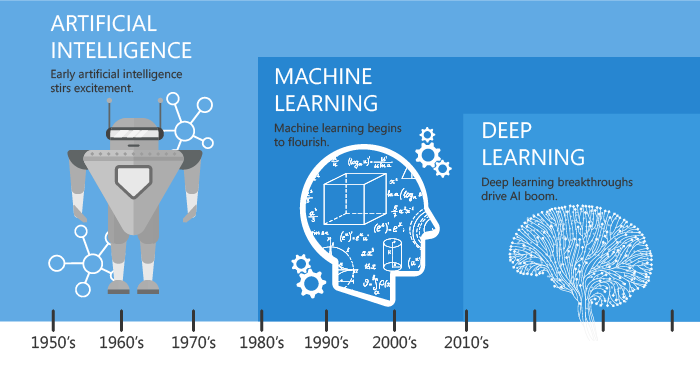 ARTIFICIAL
INTELLIGENCE
Early artificial intelligence
stirs excitement.
MACHINE
LEARNING
Machine learning begins
to flourish.
DEEP
LEARNING
Deep learning breakthroughs
drive AI boom.
1950's 1960's 1970's 1980's 1990's 2000's 2010's